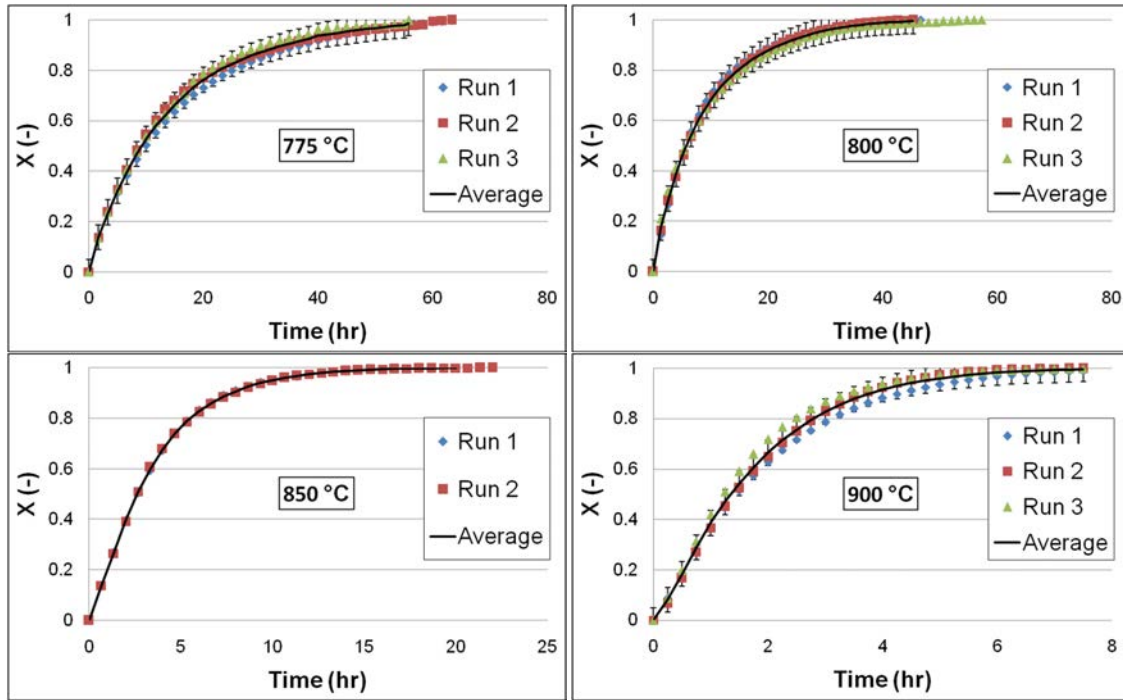 1
0.8
0.6
0.4
0.2
0
X (-)
775 °C
Run 1
Run 2
Run 3
Average
0 20 40 60 80
Time (hr)
1
0.8
0.6
0.4
0.2
0
X (-)
800 °C
Run 1
Run 2
Run 3
Average
0 20 40 60 80
Time (hr)
1
0.8
0.6
0.4
0.2
0
X (-)
850 °C
Run 1
Run 2
Average
0 5 10 15 20 25
Time (hr)
1
0.8
0.6
0.4
0.2
0
X (-)
900 °C
Run 1
Run 2
Run 3
Average
0 2 4 6 8
Time (hr)